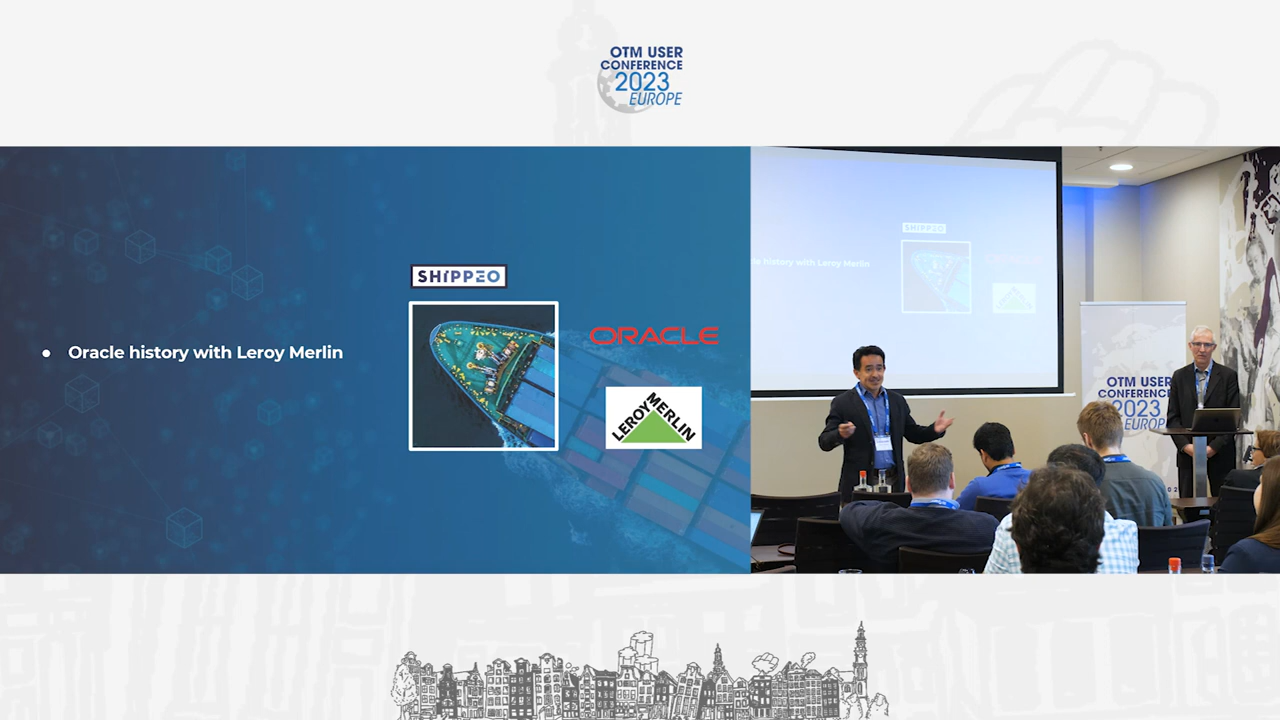 OTM USER
CONFERENCE
2023
EUROPE
SHIPPEO
● Oracle history with Leroy Merlin
ORACLE
LEROY MERLIN
SHIPPEO
history with Leroy Merlin
OTM USER
CONFERENCE
2023
EUROPE